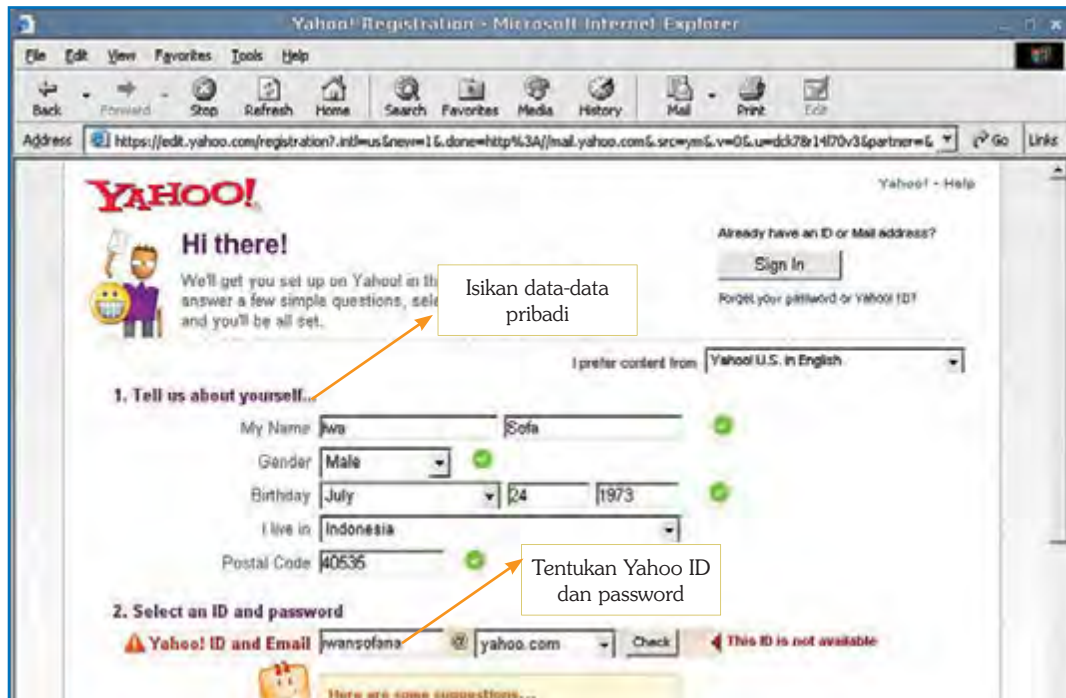 Yahoo! Registration - Microsoft Internet Explorer
File Edit View Favorites Tools Help
Back Forward Stop Refresh Home Search Favorites Media History Mail Print Edit
Address https://edit.yahoo.com/registration?.intl=us&new=1&.done=http%3A//mail.yahoo.com&.src=ym&.v=0&.u=dck78r14l70v3&partner=& Go Links
YAHOO!
Yahoo! - Help
Hi there!
We'll get you set up on Yahoo! in
answer a few simple questions,
and you'll be all set.
Already have an ID or Mail address?
Sign In
Forget your password or Yahoo! ID?
Isikan data-data
pribadi
I prefer content from Yahoo! U.S. in English
1. Tell us about yourself...
My Name Iwa Sofa
Gender Male
Birthday July 24 1973
I live in Indonesia
Postal Code 40535
Tentukan Yahoo ID
dan password
2. Select an ID and password
Yahoo! ID and Email iwansofana @ yahoo.com Check This ID is not available
Here are some suggestions...